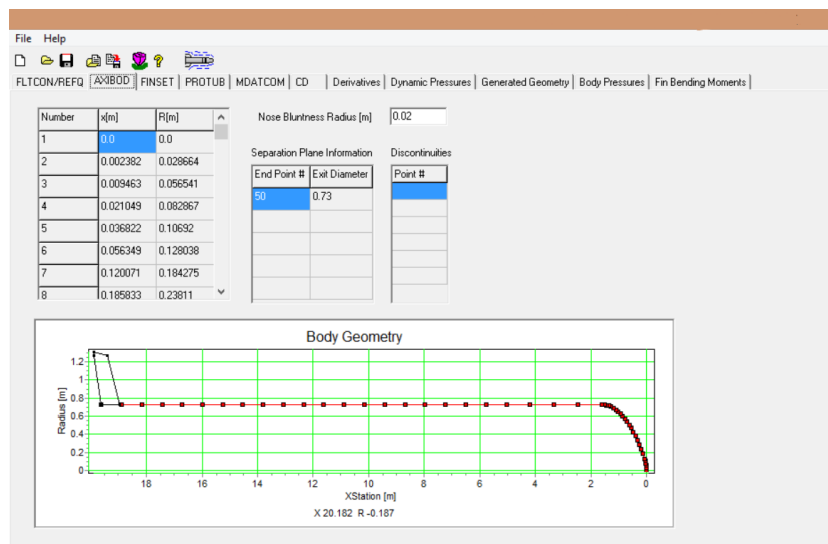 File Help
FLTCON/REFQ AXIBOD FINSET PROTUB MDATCOM CD Derivatives Dynamic Pressures Generated Geometry Body Pressures Fin Bending Moments
Number x[m] R[m]
1 0.0 0.0
2 0.002382 0.028664
3 0.009463 0.056541
4 0.021049 0.082867
5 0.036822 0.10692
6 0.056349 0.128038
7 0.120071 0.184275
8 0.185833 0.23811
Nose Bluntness Radius [m] 0.02
Separation Plane Information
End Point # Exit Diameter
50 0.73
Discontinuities
Point #
Body Geometry
Radius [m]
1.2
1
0.8
0.6
0.4
0.2
0
18 16 14 12 10 8 6 4 2 0
XStation [m]
X 20.182 R -0.187